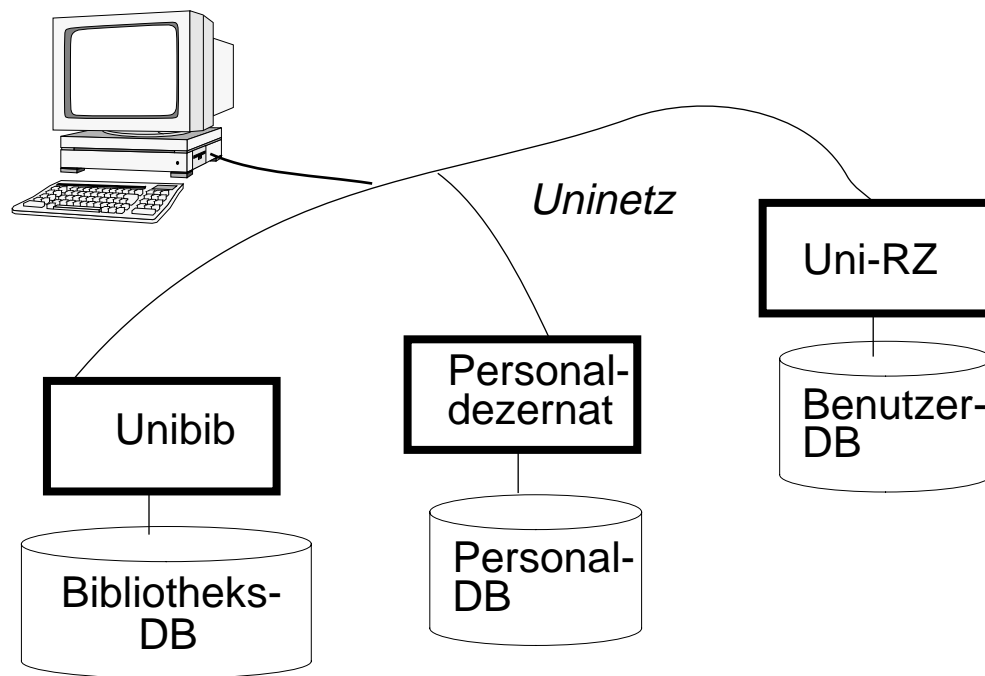 Uninetz
Uni-RZ
Benutzer-
DB
Personal-
dezernat
Personal-
DB
Unibib
Bibliotheks-
DB